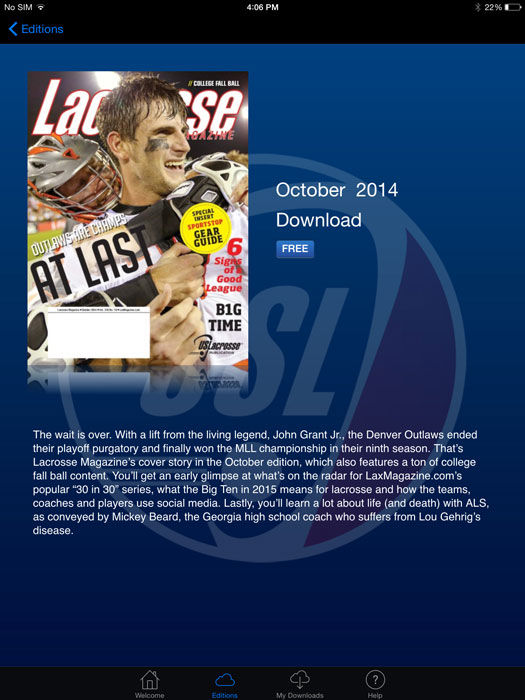 No SIM
4:06 PM
22%
Editions
// COLLEGE FALL BALL
Lacrosse
MAGAZINE
OUTLAWS ARE CHAMPS
AT LAST
SPECIAL
INSERT
SPORTSTOP
GEAR
GUIDE
6
Signs
of a
Good
League
B1G
TIME
USLacrosse
PUBLICATION
October 2014
Download
FREE
USL
The wait is over. With a lift from the living legend, John Grant Jr., the Denver Outlaws ended
their playoff purgatory and finally won the MLL championship in their ninth season. That's
Lacrosse Magazine's cover story in the October edition, which also features a ton of college
fall ball content. You'll get an early glimpse at what's on the radar for LaxMagazine.com's
popular “30 in 30” series, what the Big Ten in 2015 means for lacrosse and how the teams,
coaches and players use social media. Lastly, you'll learn a lot about life (and death) with ALS,
as conveyed by Mickey Beard, the Georgia high school coach who suffers from Lou Gehrig's
disease.
Welcome
Editions
My Downloads
Help